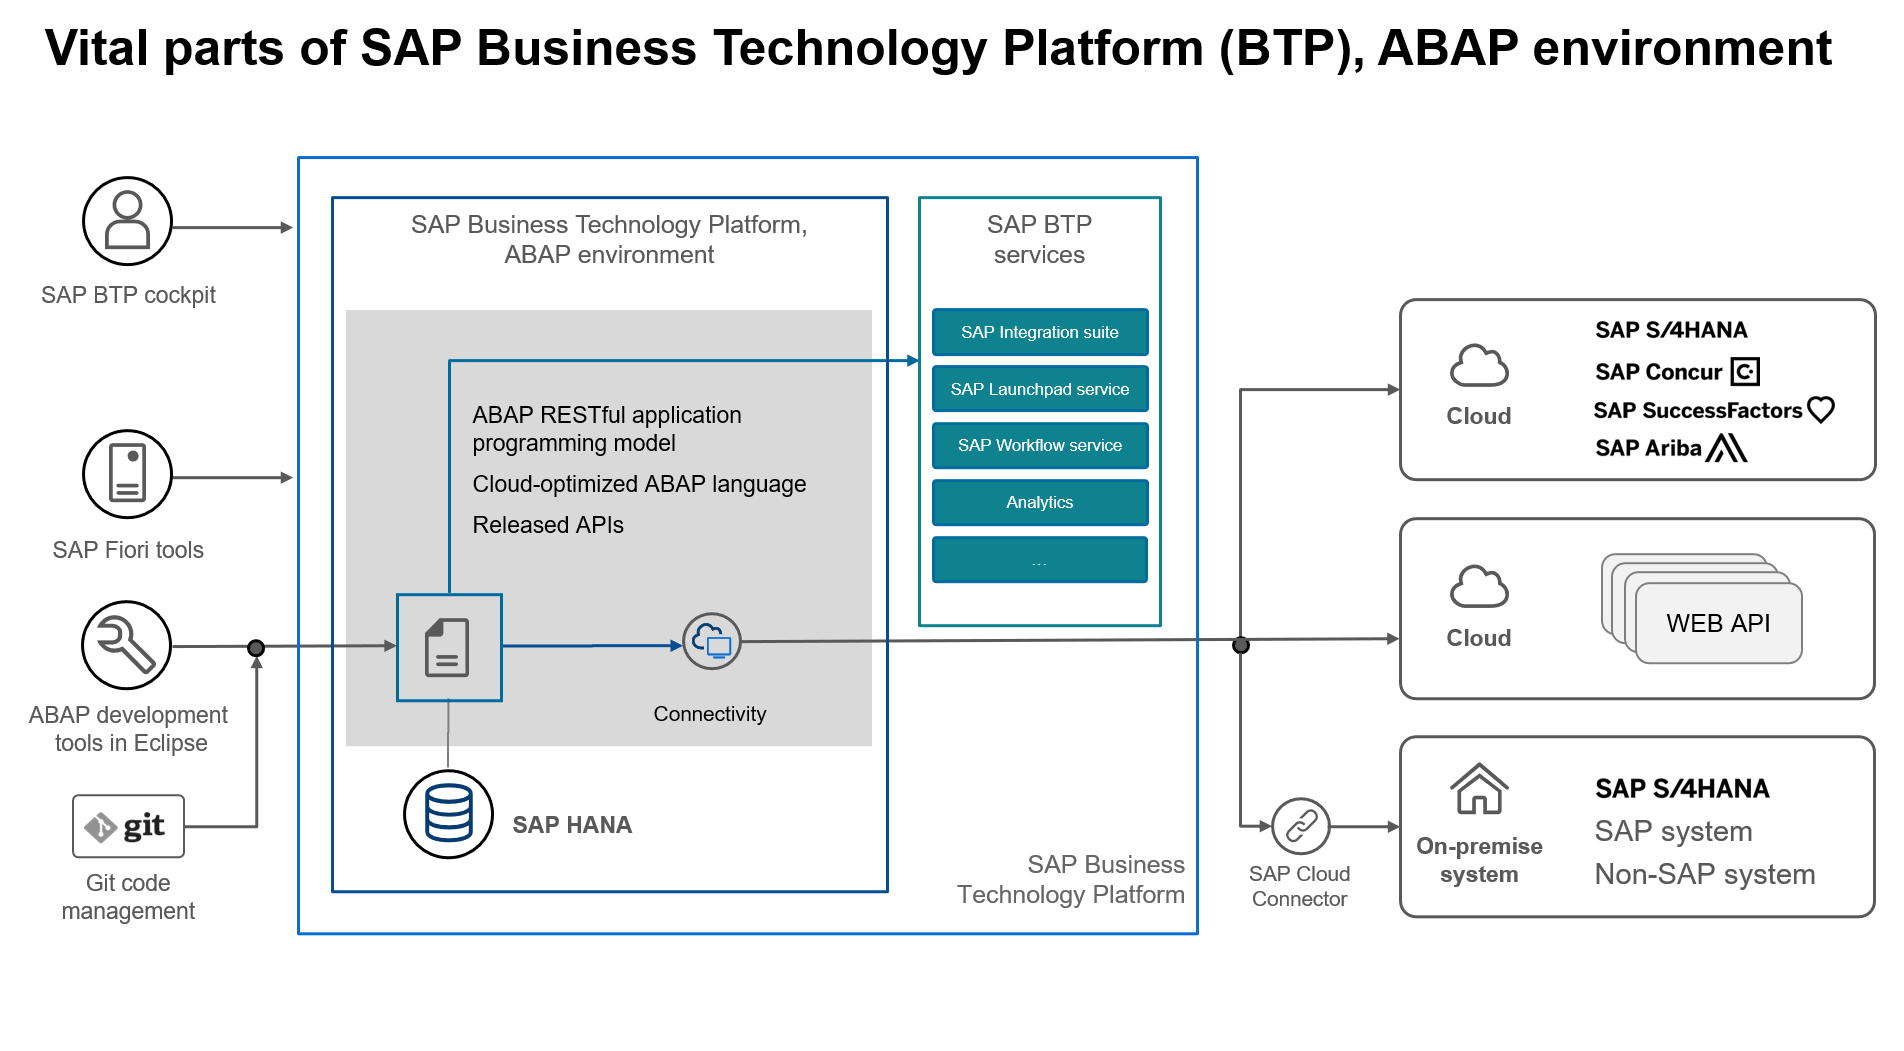 Vital parts of SAP Business Technology Platform (BTP), ABAP environment
SAP BTP cockpit
SAP Fiori tools
ABAP development
tools in Eclipse
git
Git code
management
SAP Business Technology Platform,
ABAP environment
ABAP RESTful application
programming model
Cloud-optimized ABAP language
Released APIs
Connectivity
SAP HANA
SAP BTP
services
SAP Integration suite
SAP Launchpad service
SAP Workflow service
Analytics
...
SAP Business
Technology Platform
SAP Cloud
Connector
Cloud
SAP S/4HANA
SAP Concur C
SAP SuccessFactors
SAP Ariba
Cloud
WEB API
On-premise
system
SAP S/4HANA
SAP system
Non-SAP system